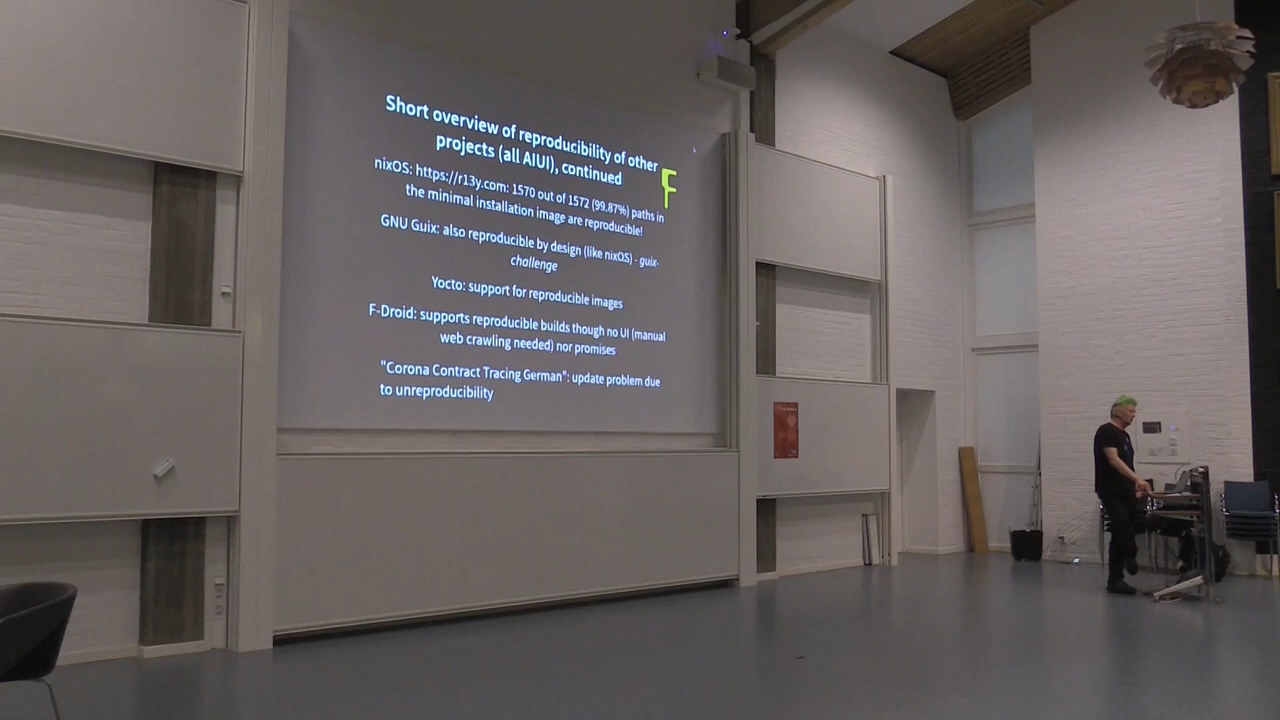 Short overview of reproducibility of other
projects (all AIUI), continued
nixOS: https://r13y.com: 1570 out of 1572 (99.87%) paths in
the minimal installation image are reproducible!
GNU Guix: also reproducible by design (like nixOS) - guix-
challenge
Yocto: support for reproducible images
F-Droid: supports reproducible builds though no UI (manual
web crawling needed) nor promises
"Corona Contract Tracing German": update problem due
to unreproducibility